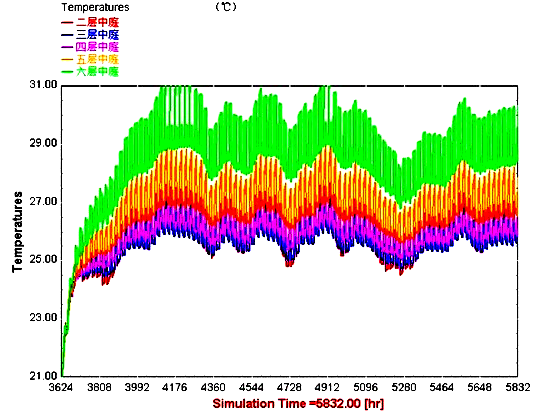 Temperatures (℃)
二层中庭
三层中庭
四层中庭
五层中庭
六层中庭
31.00
29.00
27.00
25.00
23.00
21.00
Temperatures
3624 3808 3992 4176 4360 4544 4728 4912 5096 5280 5464 5648 5832
Simulation Time =5832.00 [hr]